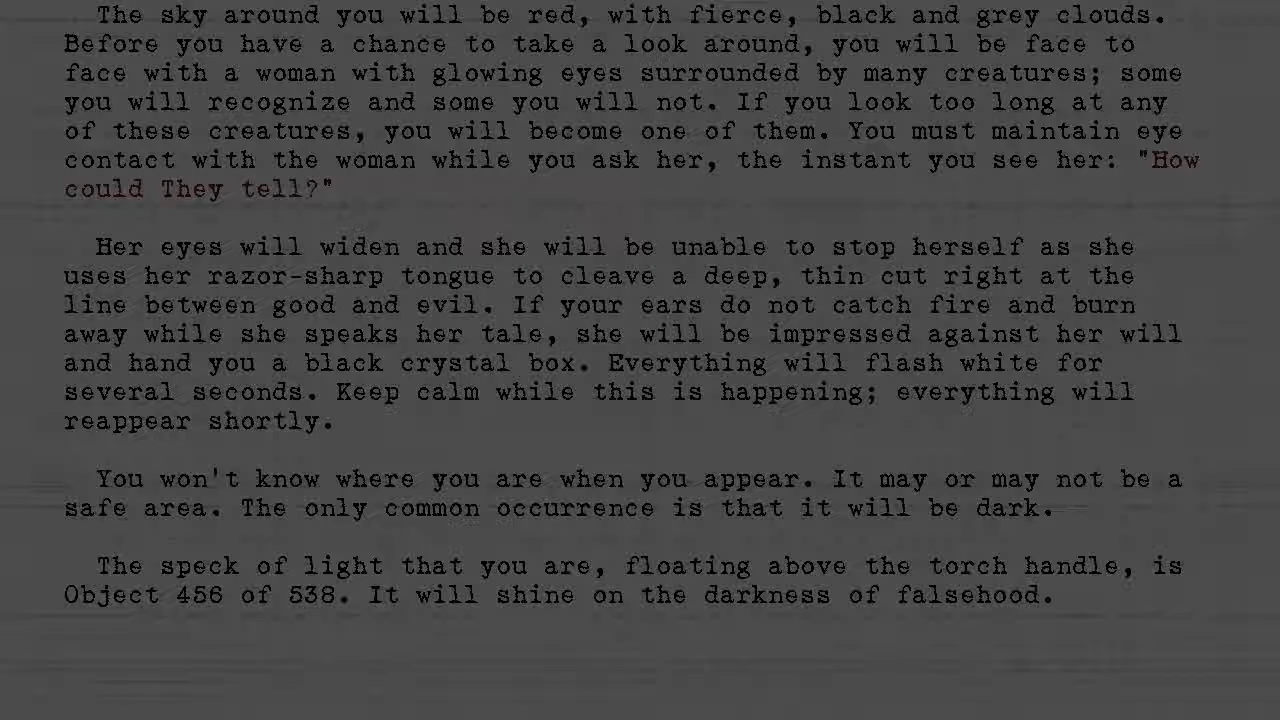 The sky around you will be red, with fierce, black and grey clouds.
Before you have a chance to take a look around, you will be face to
face with a woman with glowing eyes surrounded by many creatures; some
you will recognize and some you will not. If you look too long at any
of these creatures, you will become one of them. You must maintain eye
contact with the woman while you ask her, the instant you see her: "How
could They tell?"
Her eyes will widen and she will be unable to stop herself as she
uses her razor-sharp tongue to cleave a deep, thin cut right at the
line between good and evil. If your ears do not catch fire and burn
away while she speaks her tale, she will be impressed against her will
and hand you a black crystal box. Everything will flash white for
several seconds. Keep calm while this is happening; everything will
reappear shortly.
You won't know where you are when you appear. It may or may not be a
safe area. The only common occurrence is that it will be dark.
The speck of light that you are, floating above the torch handle, is
Object 456 of 538. It will shine on the darkness of falsehood.